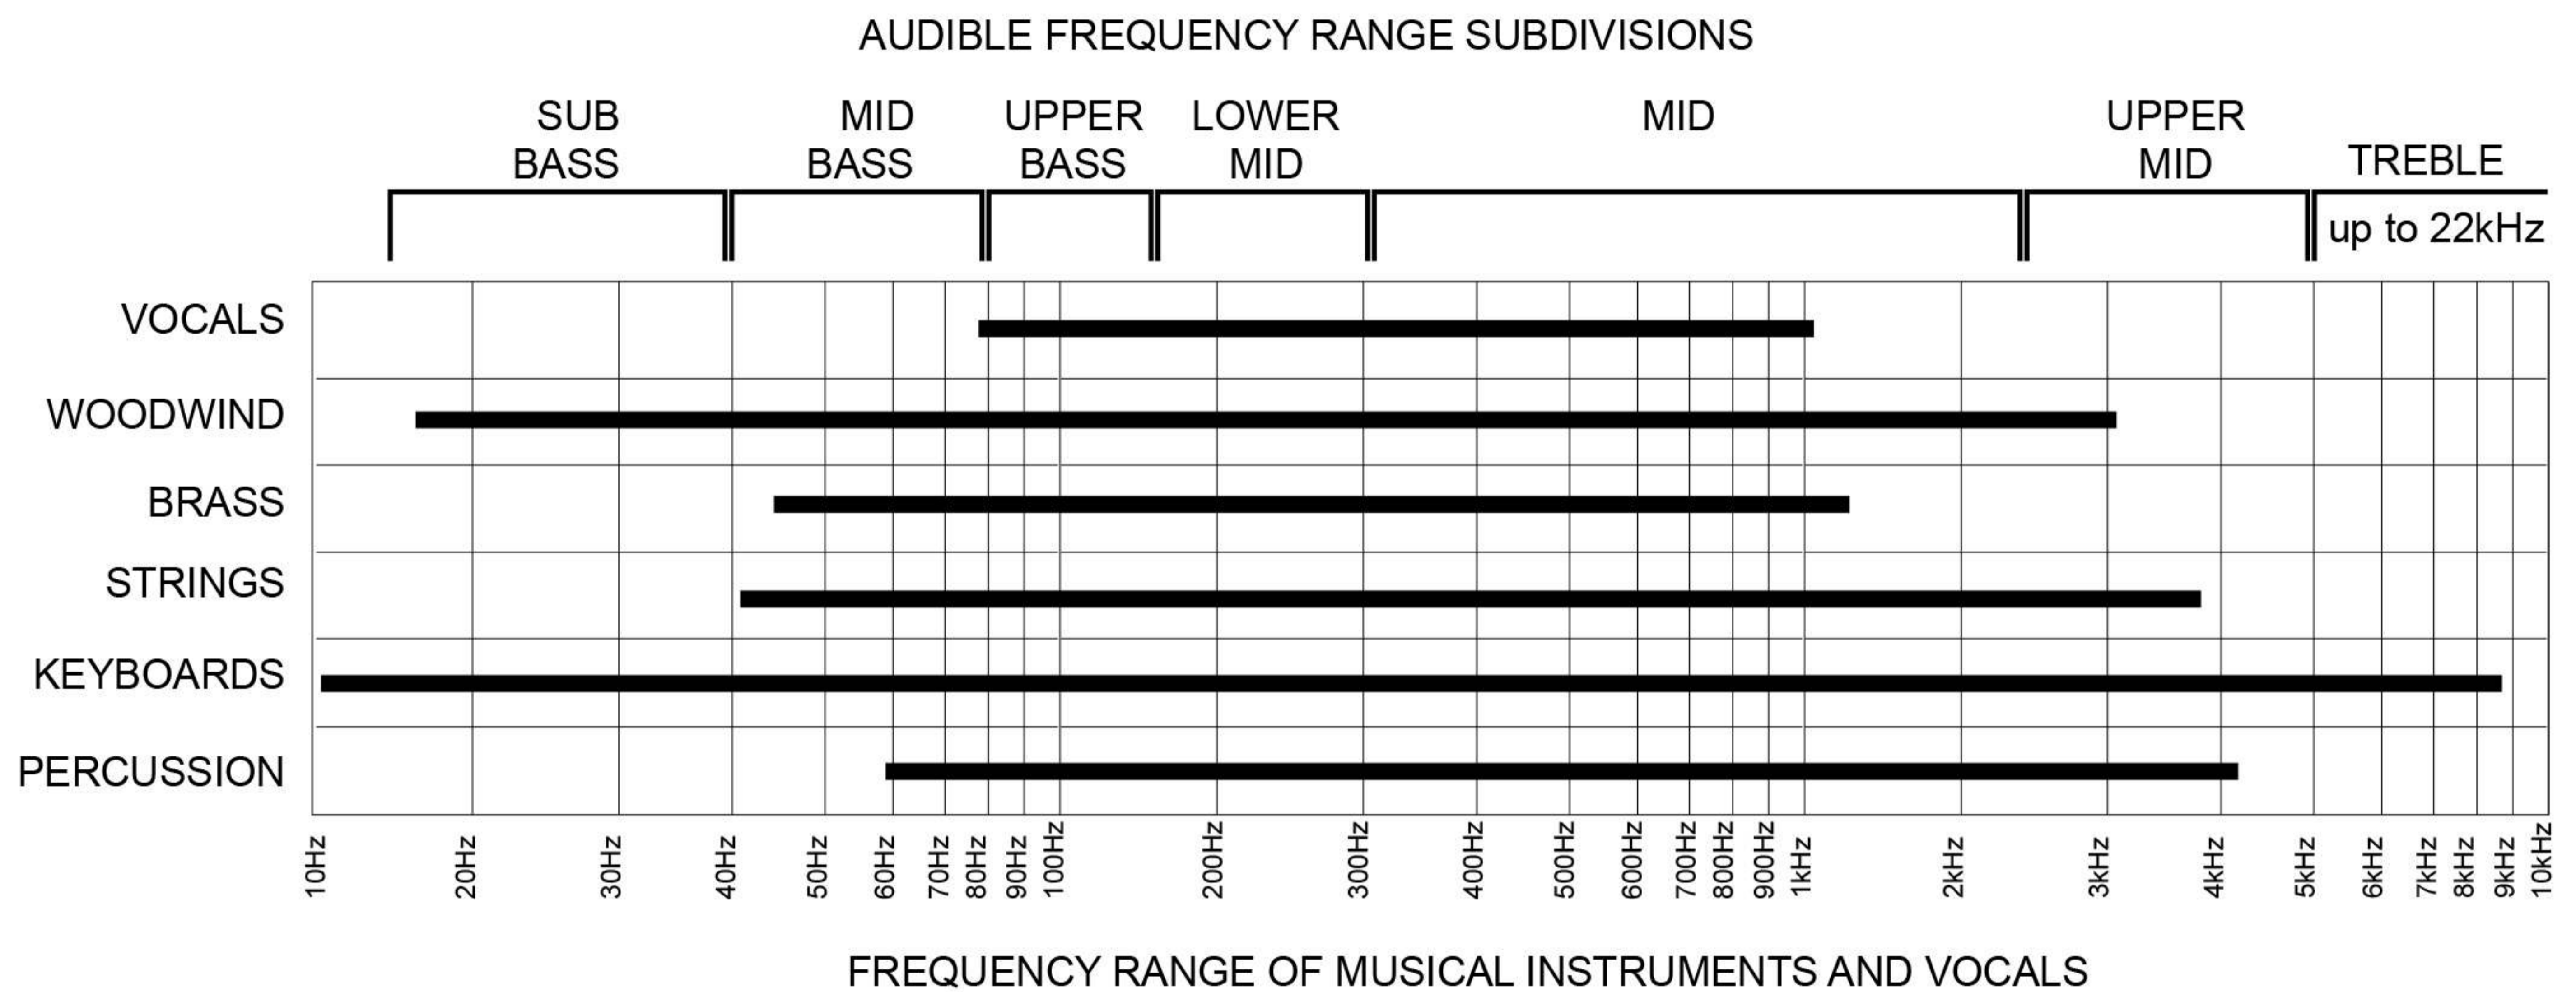 AUDIBLE FREQUENCY RANGE SUBDIVISIONS
SUB BASS
MID BASS
UPPER BASS
LOWER MID
MID
UPPER MID
TREBLE
up to 22kHz
VOCALS
WOODWIND
BRASS
STRINGS
KEYBOARDS
PERCUSSION
10Hz
20Hz
30Hz
40Hz
50Hz
60Hz
70Hz
80Hz
90Hz
100Hz
200Hz
300Hz
400Hz
500Hz
600Hz
700Hz
800Hz
900Hz
1kHz
2kHz
3kHz
4kHz
5kHz
6kHz
7kHz
8kHz
9kHz
10kHz
FREQUENCY RANGE OF MUSICAL INSTRUMENTS AND VOCALS